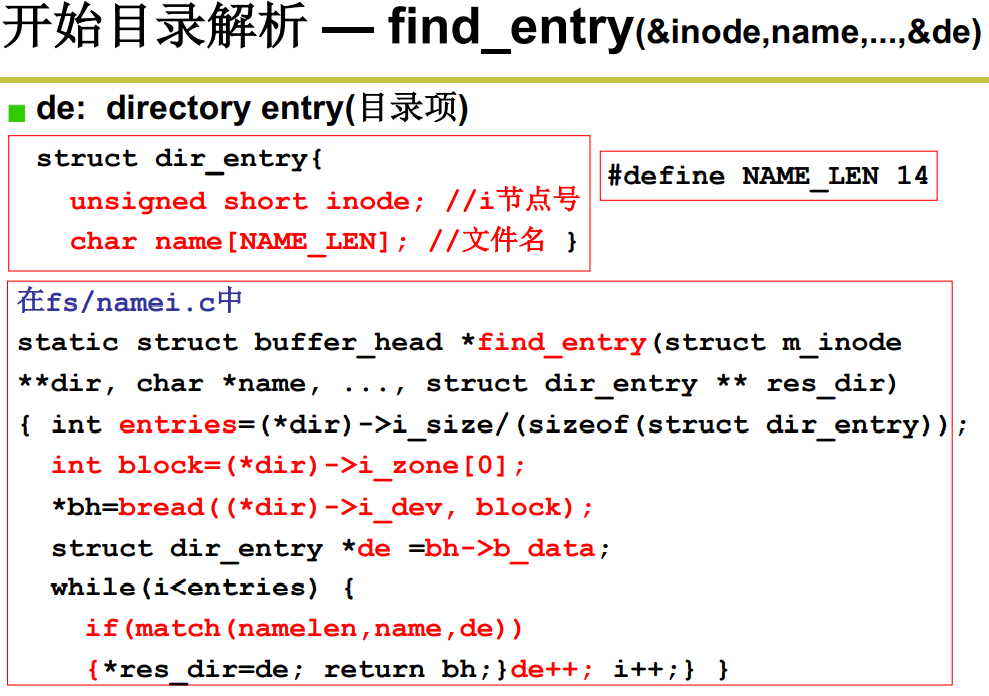 开始目录解析 — find_entry(&inode,name,...,&de)
de: directory entry(目录项)
struct dir_entry{
unsigned short inode; //i节点号
char name[NAME_LEN]; //文件名 }
#define NAME_LEN 14
在fs/namei.c中
static struct buffer_head *find_entry(struct m_inode
**dir, char *name, ..., struct dir_entry ** res_dir)
{ int entries=(*dir)->i_size/(sizeof(struct dir_entry));
int block=(*dir)->i_zone[0];
*bh=bread((*dir)->i_dev, block);
struct dir_entry *de =bh->b_data;
while(i<entries) {
if(match(namelen,name,de))
{*res_dir=de; return bh;}de++; i++;} }